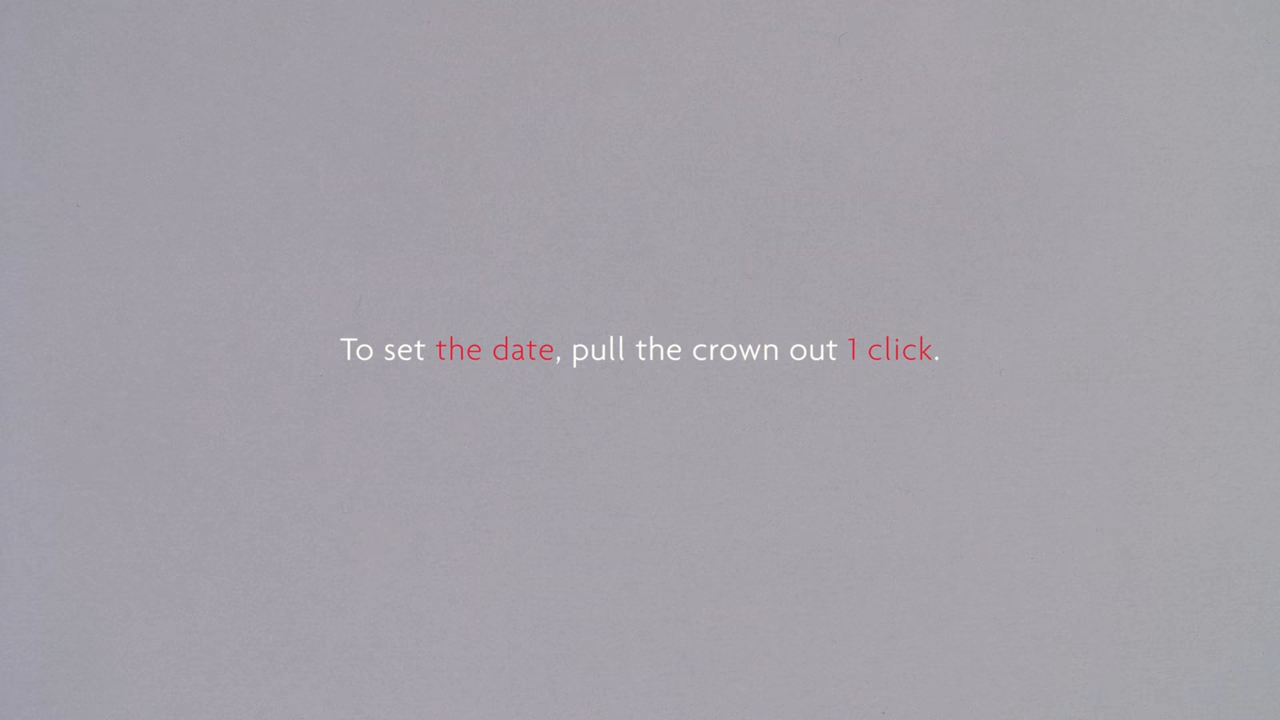 To set the date, pull the crown out 1 click.